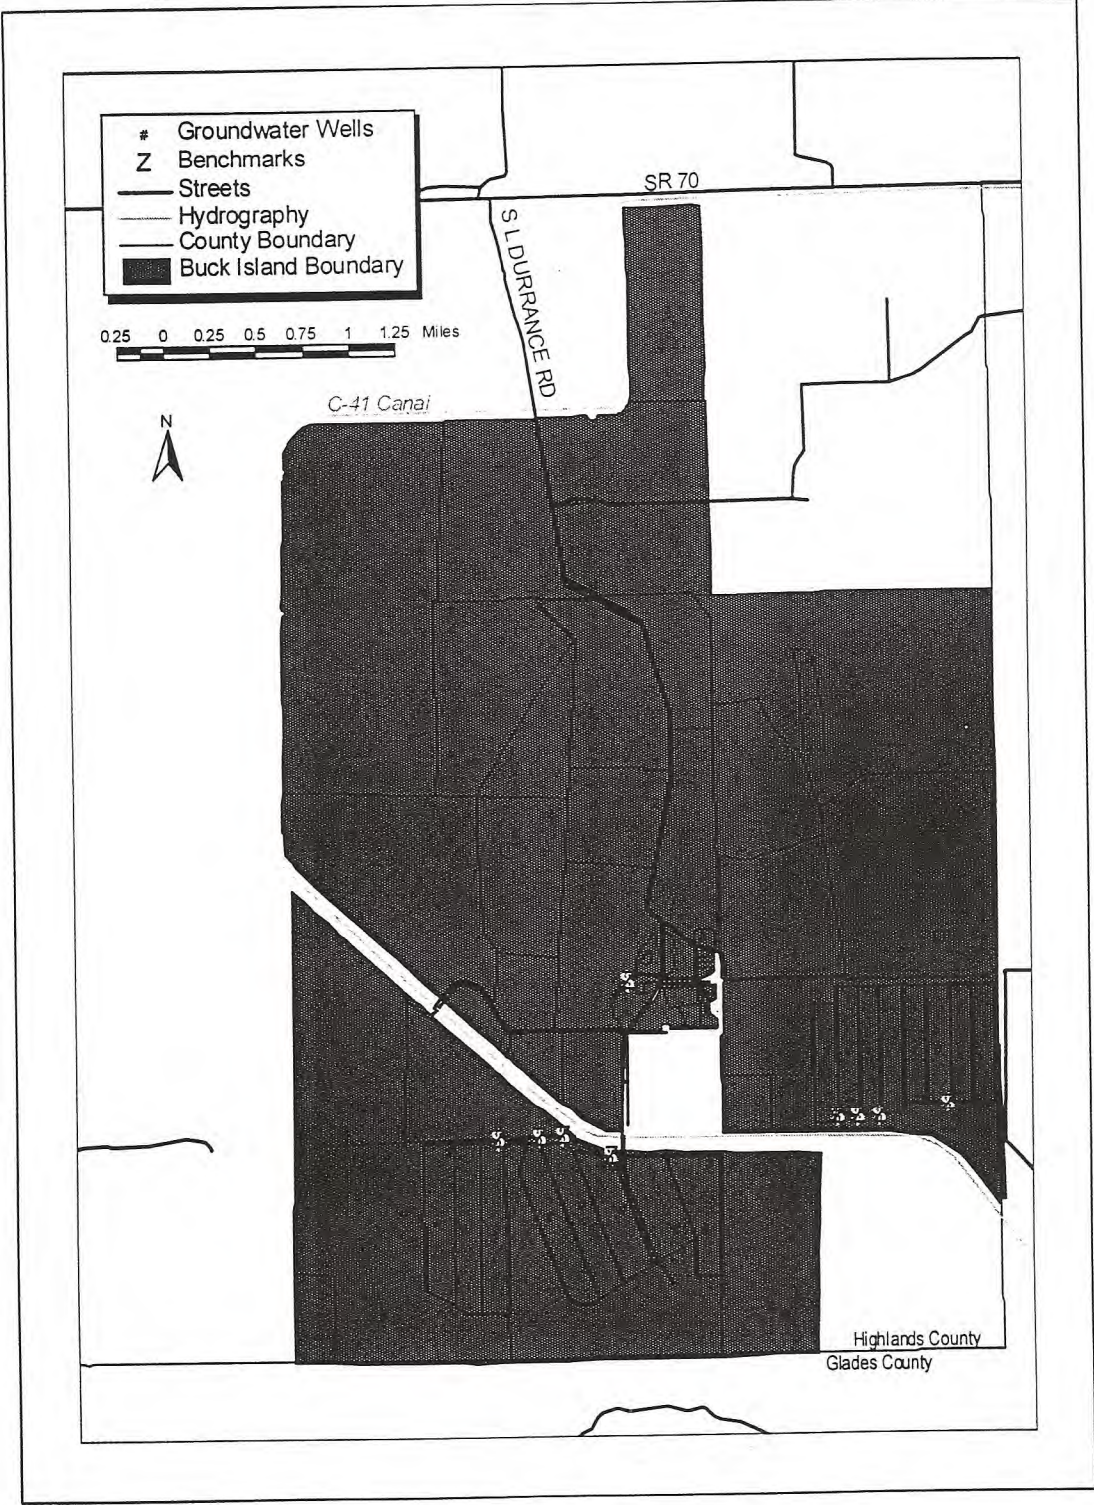 # Groundwater Wells
Z Benchmarks
Streets
Hydrography
County Boundary
Buck Island Boundary
SR 70
S L DURRANCE RD
0.25 0 0.25 0.5 0.75 1 1.25 Miles
C-41 Canal
N
Highlands County
Glades County